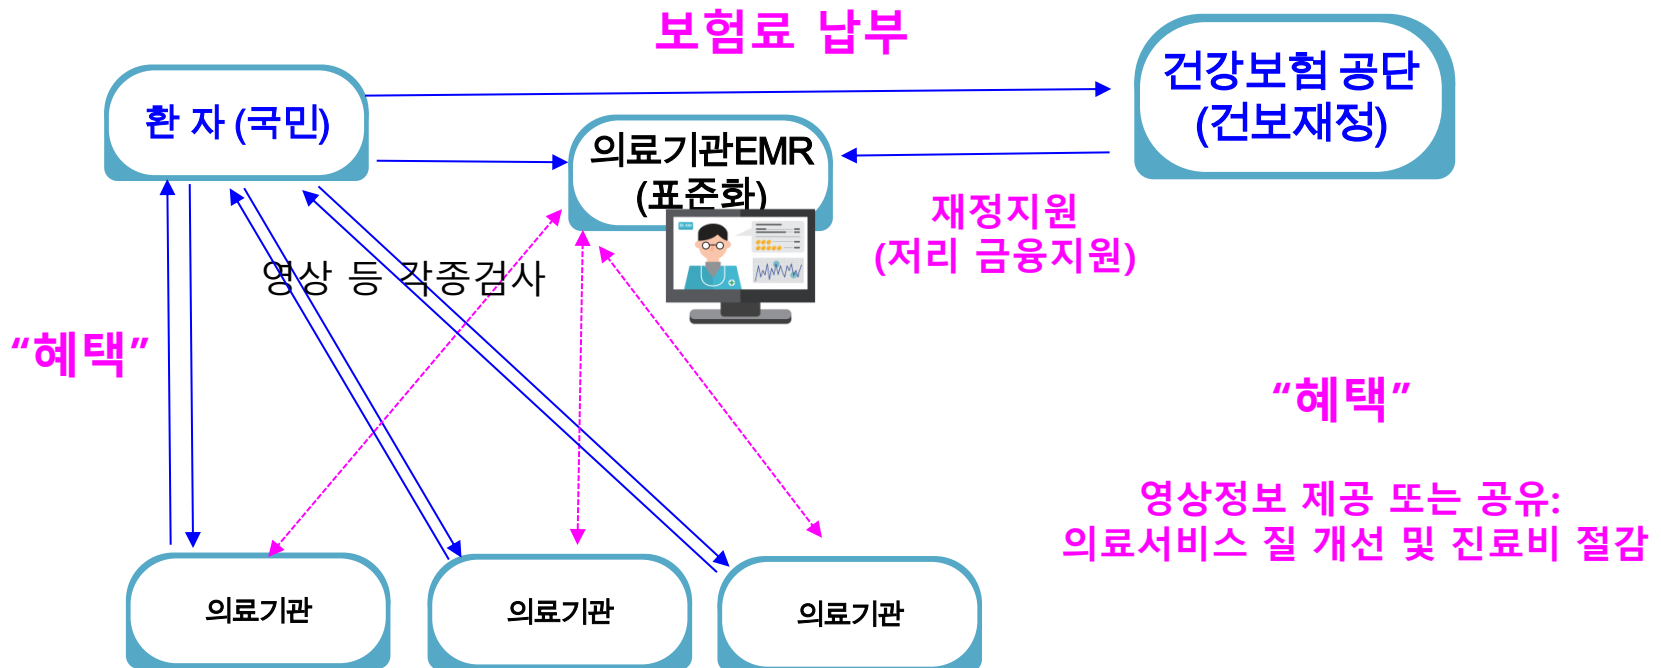 보험료 납부
건강보험 공단
(건보재정)
환 자 (국민)
의료기관EMR
(표준화)
재정지원
(저리 금융지원)
영상 등 각종검사
“혜택”
“혜택”
영상정보 제공 또는 공유:
의료서비스 질 개선 및 진료비 절감
의료기관
의료기관
의료기관